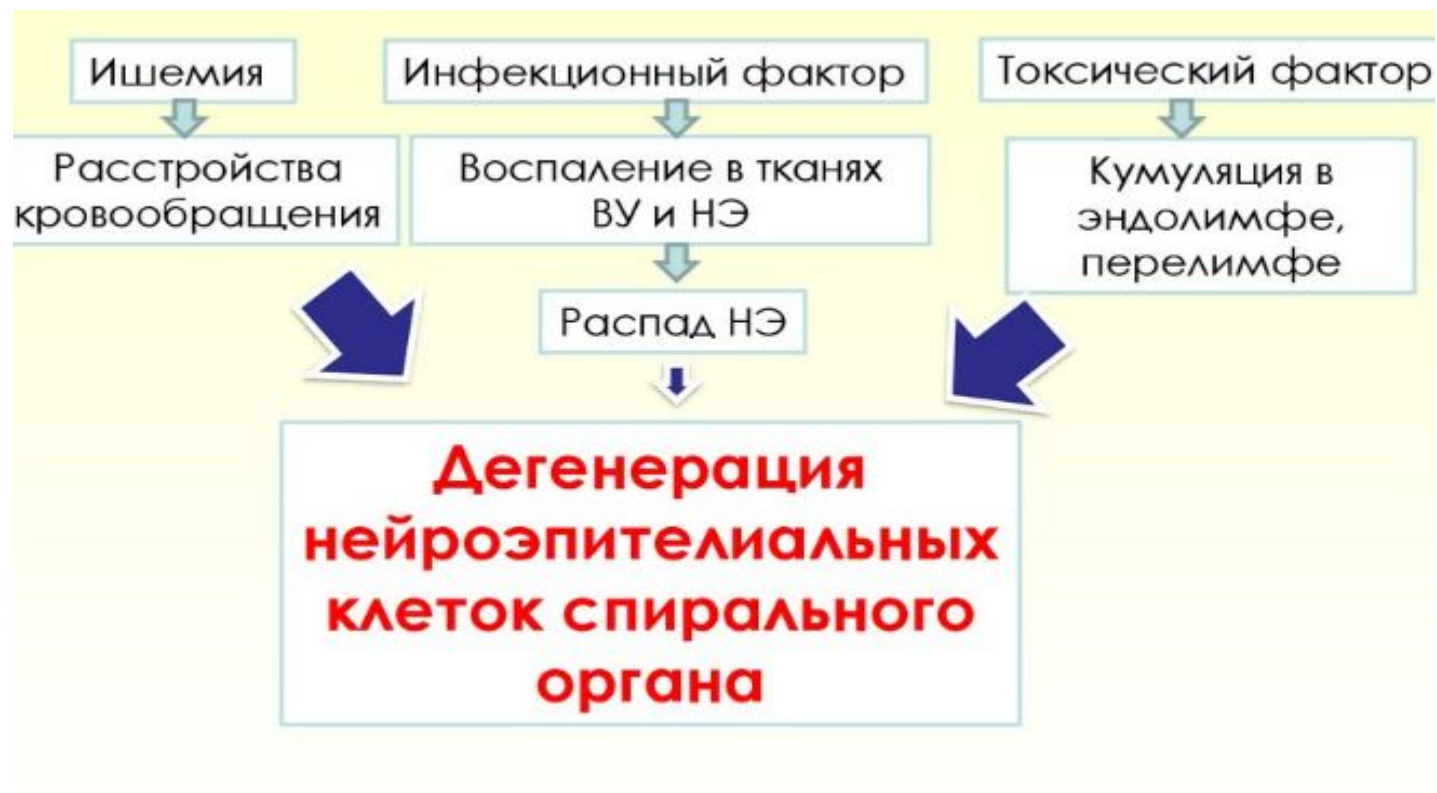 Ишемия
Расстройства
кровообращения
Инфекционный фактор
Воспаление в тканях
ВУ и НЭ
Распад НЭ
Токсический фактор
Кумуляция в
эндолимфе,
перелимфе
Дегенерация
нейроэпителиальных
клеток спирального
органа